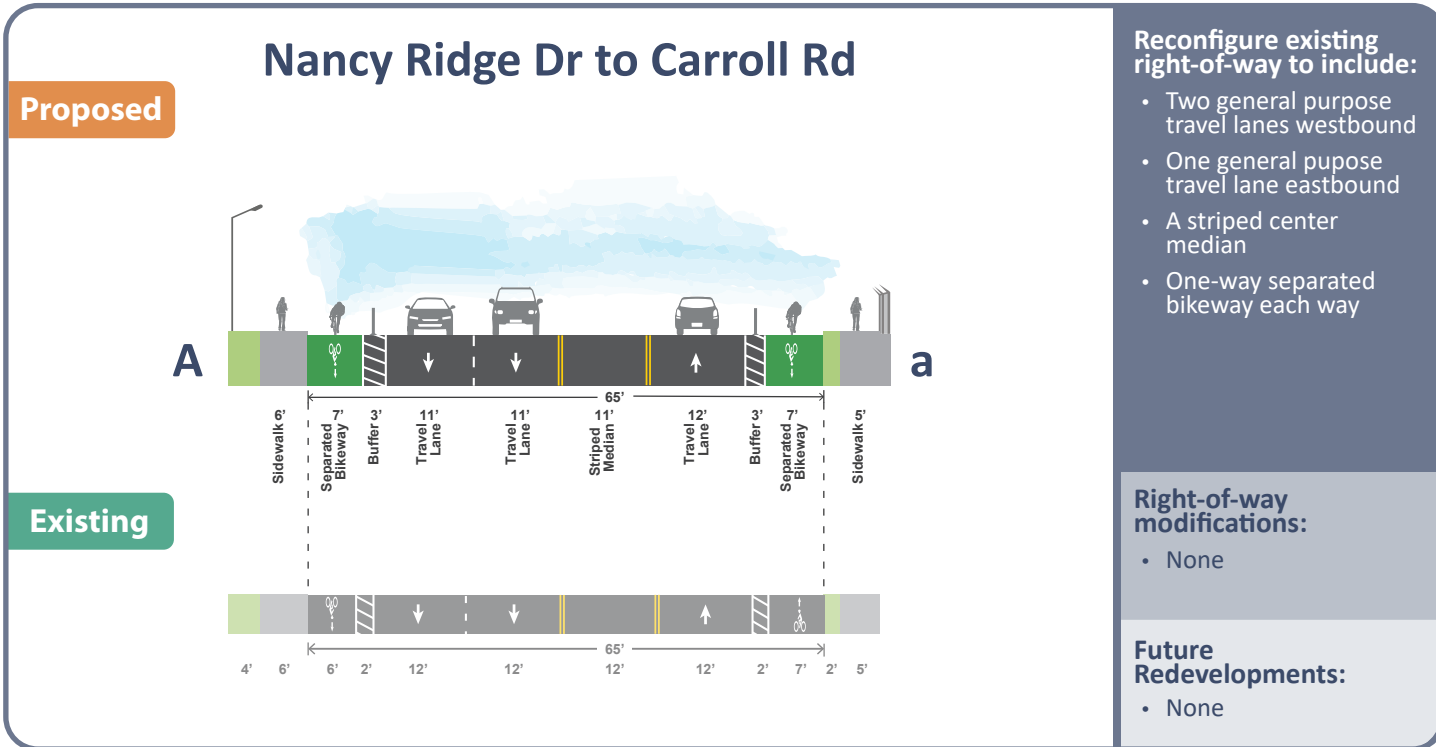 Nancy Ridge Dr to Carroll Rd
Proposed
A
a
65’
Sidewalk 6’
Separated 7’
Bikeway
Buffer 3’
11’
Travel
Lane
Travel 11’
Lane
11’
Striped
Median
12’
Travel
Lane
Buffer 3’
Separated 7’
Bikeway
Sidewalk 5’
Existing
65’
4’ 6’ 6’ 2’ 12’ 12’ 12’ 12’ 2’ 7’ 2’ 5’
Reconfigure existing
right-of-way to include:
• Two general purpose
travel lanes westbound
• One general pupose
travel lane eastbound
• A striped center
median
• One-way separated
bikeway each way
Right-of-way
modifications:
• None
Future
Redevelopments:
• None